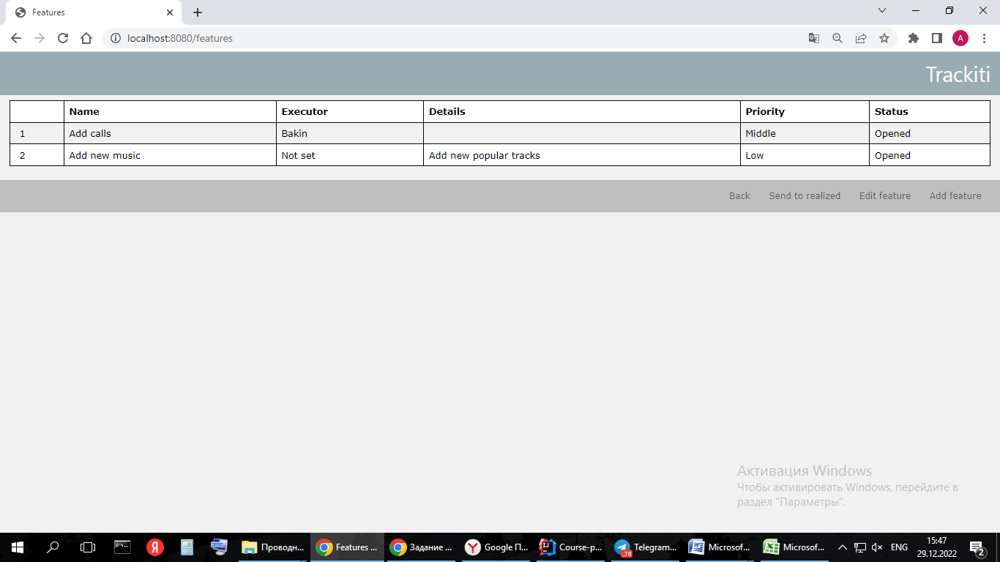 Features
localhost:8080/features
A
Trackiti
Name Executor Details Priority Status
1 Add calls Bakin Middle Opened
2 Add new music Not set Add new popular tracks Low Opened
Back Send to realized Edit feature Add feature
Активация Windows
Чтобы активировать Windows, перейдите в
раздел "Параметры".
Проводн... Features ... Задание ... Google П... Course-p... Telegram... Microsof... Microsof... ENG 15:47
29.12.2022
Я
Y
IJ
78
2